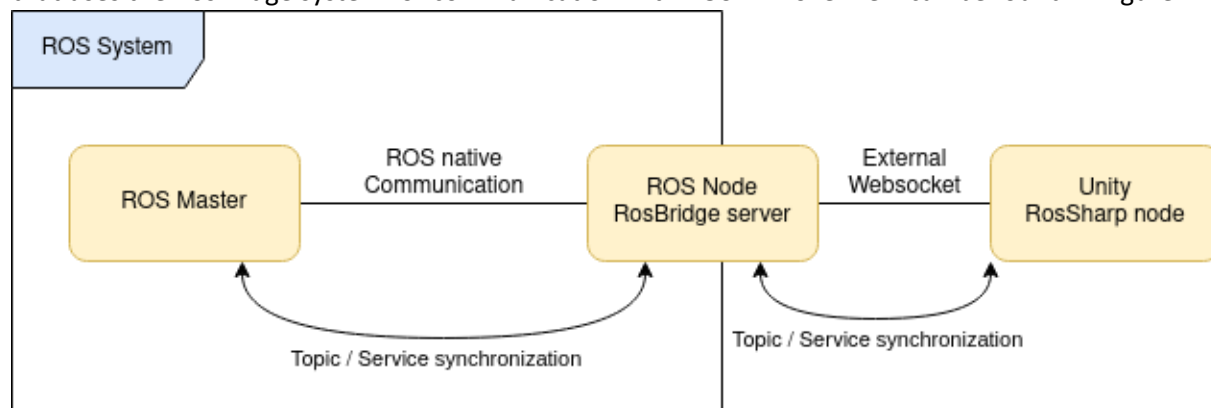 ROS System
ROS native
Communication
External
Websocket
ROS Master
ROS Node
RosBridge server
Unity
RosSharp node
Topic / Service synchronization
Topic / Service synchronization